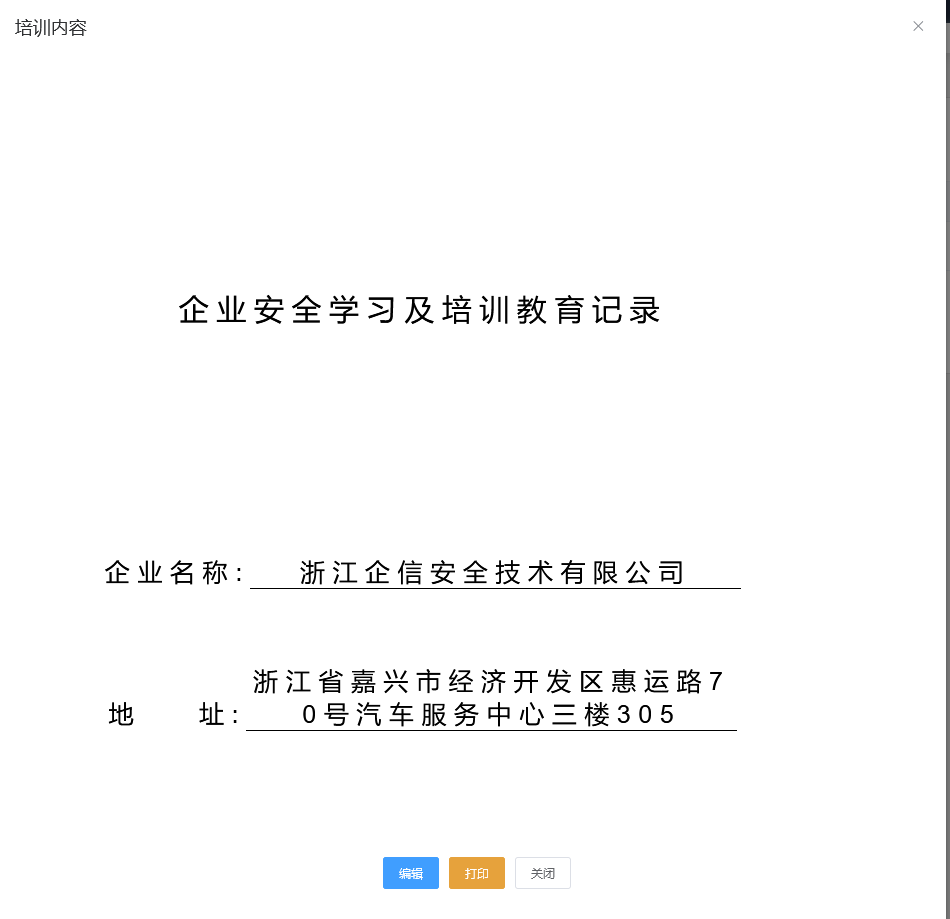 培训内容
企业安全学习及培训教育记录
企业名称: 浙江企信安全技术有限公司
浙江省嘉兴市经济开发区惠运路7
地 址: 0号汽车服务中心三楼305
编辑 打印 关闭